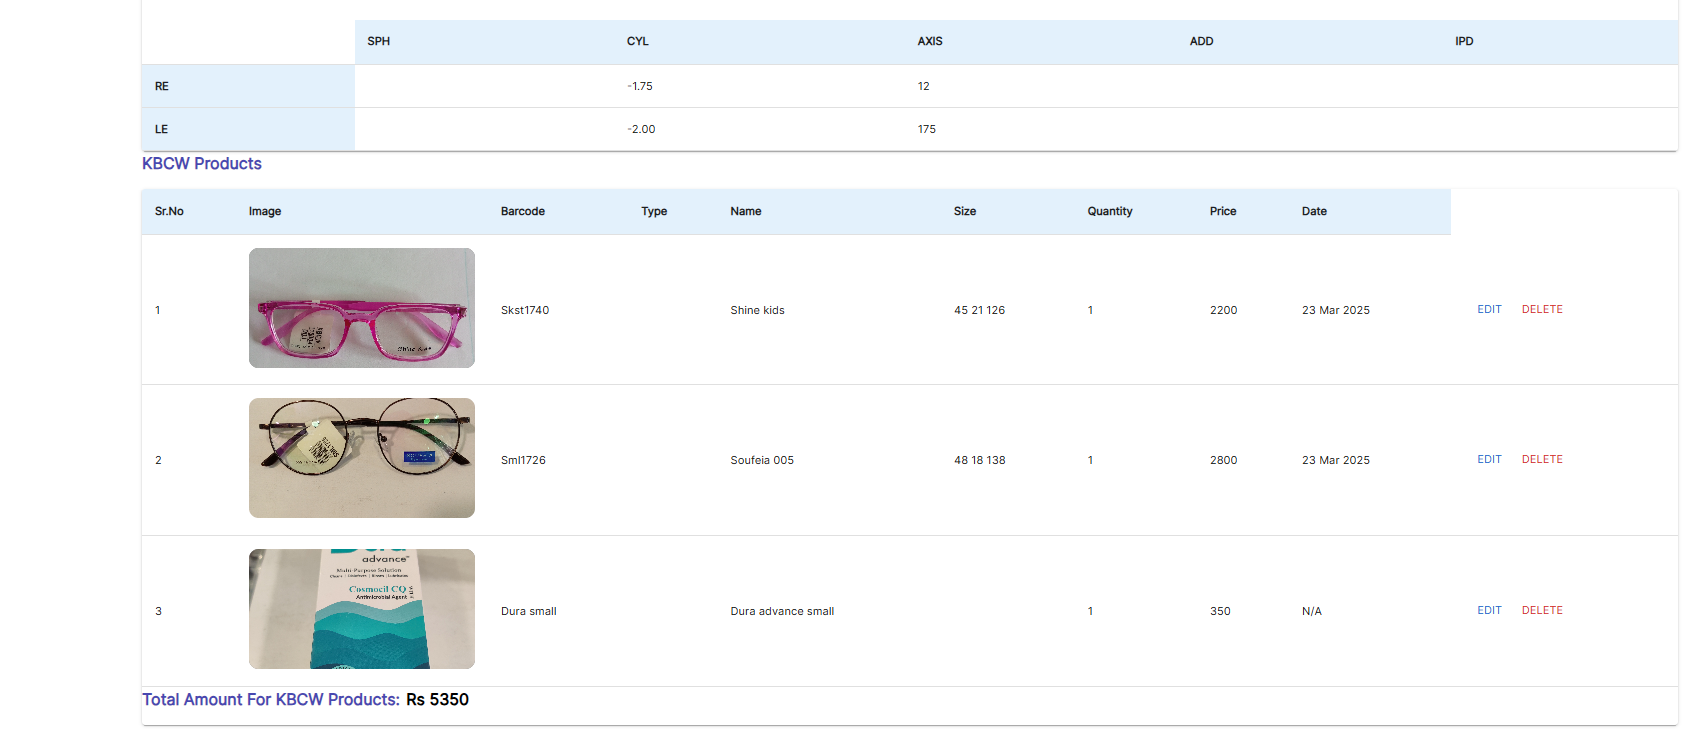 SPH CYL AXIS ADD IPD
RE -1.75 12
LE -2.00 175
KBCW Products
Sr.No Image Barcode Type Name Size Quantity Price Date
1 Skst1740 Shine kids 45 21 126 1 2200 23 Mar 2025 EDIT DELETE
2 Sml1726 Soufeia 005 48 18 138 1 2800 23 Mar 2025 EDIT DELETE
advance
Multi-Purpose Solution
Cosmocil CQ
Antimicrobial Agent
3 Dura small Dura advance small 1 350 N/A EDIT DELETE
Total Amount For KBCW Products: Rs 5350